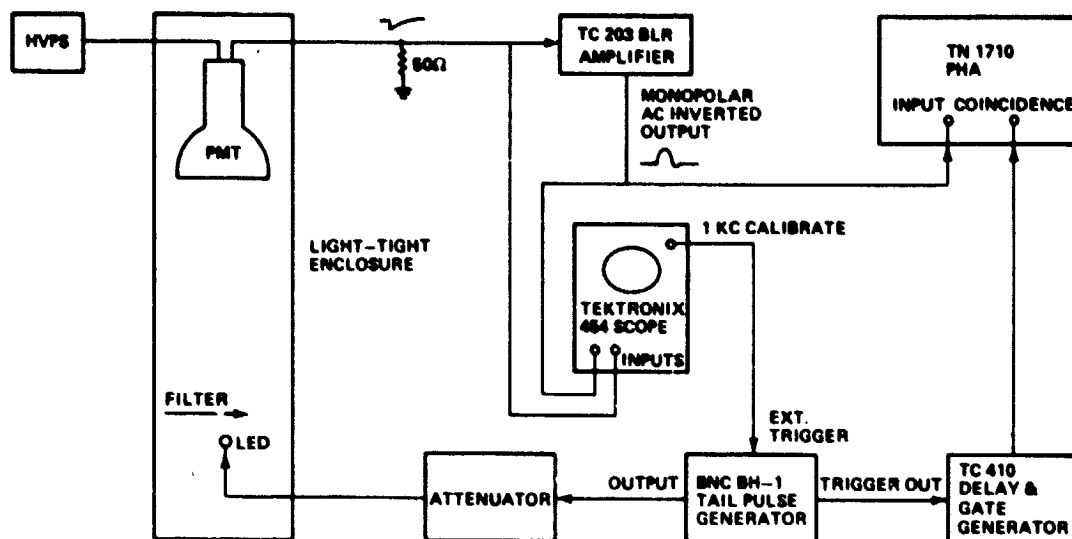 HVPS
PMT
50Ω
TC 203 BLR
AMPLIFIER
TN 1710
PHA
INPUT COINCIDENCE
MONOPOLAR
AC INVERTED
OUTPUT
1 KC CALIBRATE
LIGHT-TIGHT
ENCLOSURE
TEKTRONIX
454 SCOPE
INPUTS
FILTER
LED
EXT.
TRIGGER
ATTENUATOR
OUTPUT
BNC BH-1
TAIL PULSE
GENERATOR
TRIGGER OUT
TC 410
DELAY &
GATE
GENERATOR